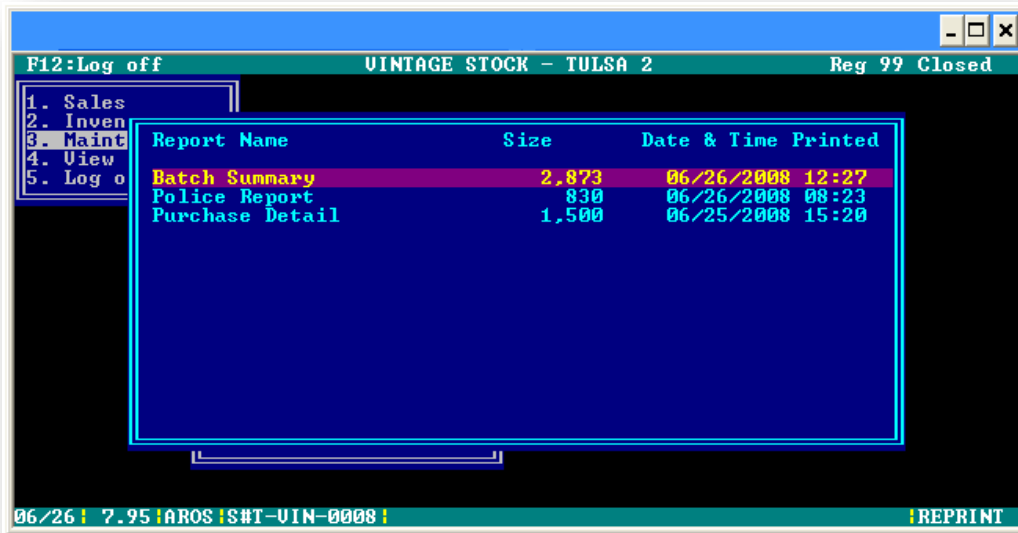 F12:Log off VINTAGE STOCK - TULSA 2 Reg 99 Closed
1. Sales
2. Inven
3. Maint
4. View
5. Log o
Report Name Size Date & Time Printed
Batch Summary 2,873 06/26/2008 12:27
Police Report 830 06/26/2008 08:23
Purchase Detail 1,500 06/25/2008 15:20
06/26¦ 7.95¦AROS¦S#T-VIN-0008¦ ¦REPRINT